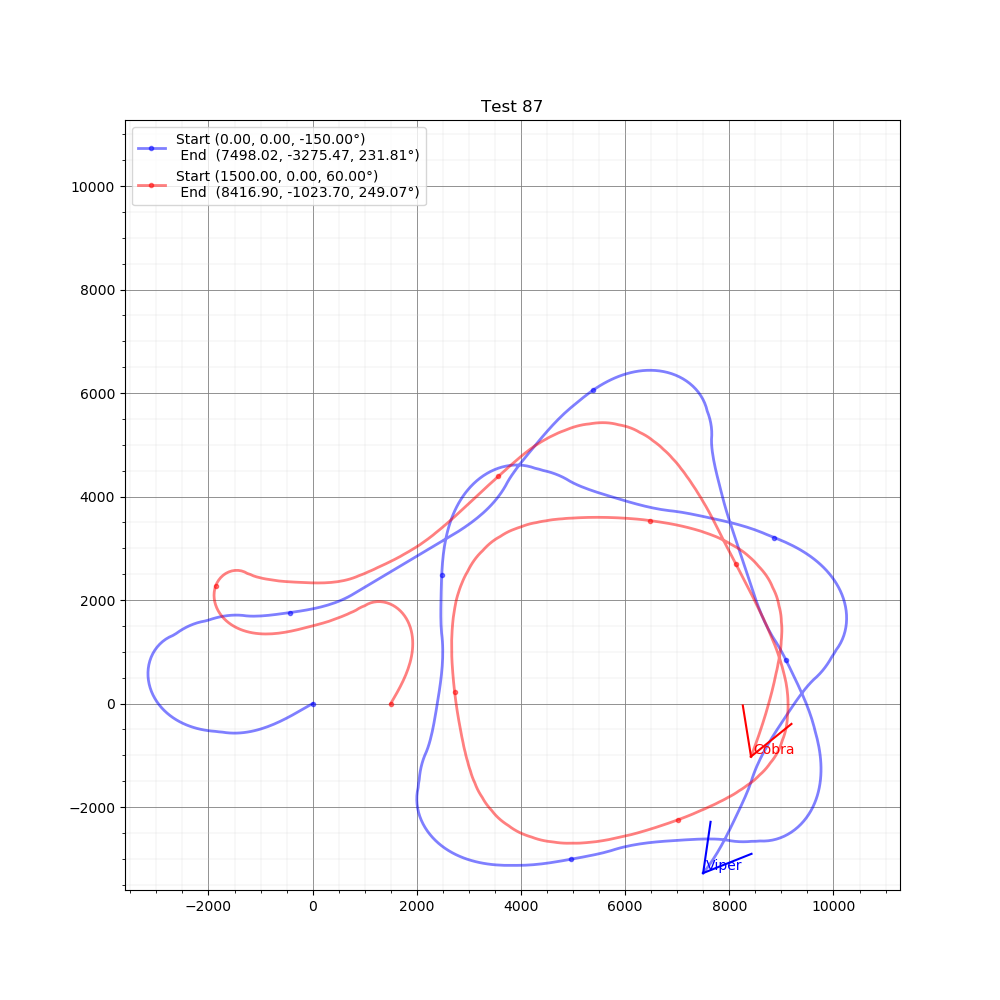 Test 87
Start (0.00, 0.00, -150.00°)
End (7498.02, -3275.47, 231.81°)
Start (1500.00, 0.00, 60.00°)
End (8416.90, -1023.70, 249.07°)
10000
8000
6000
4000
2000
0
−2000
Cobra
Viper
−2000 0 2000 4000 6000 8000 10000